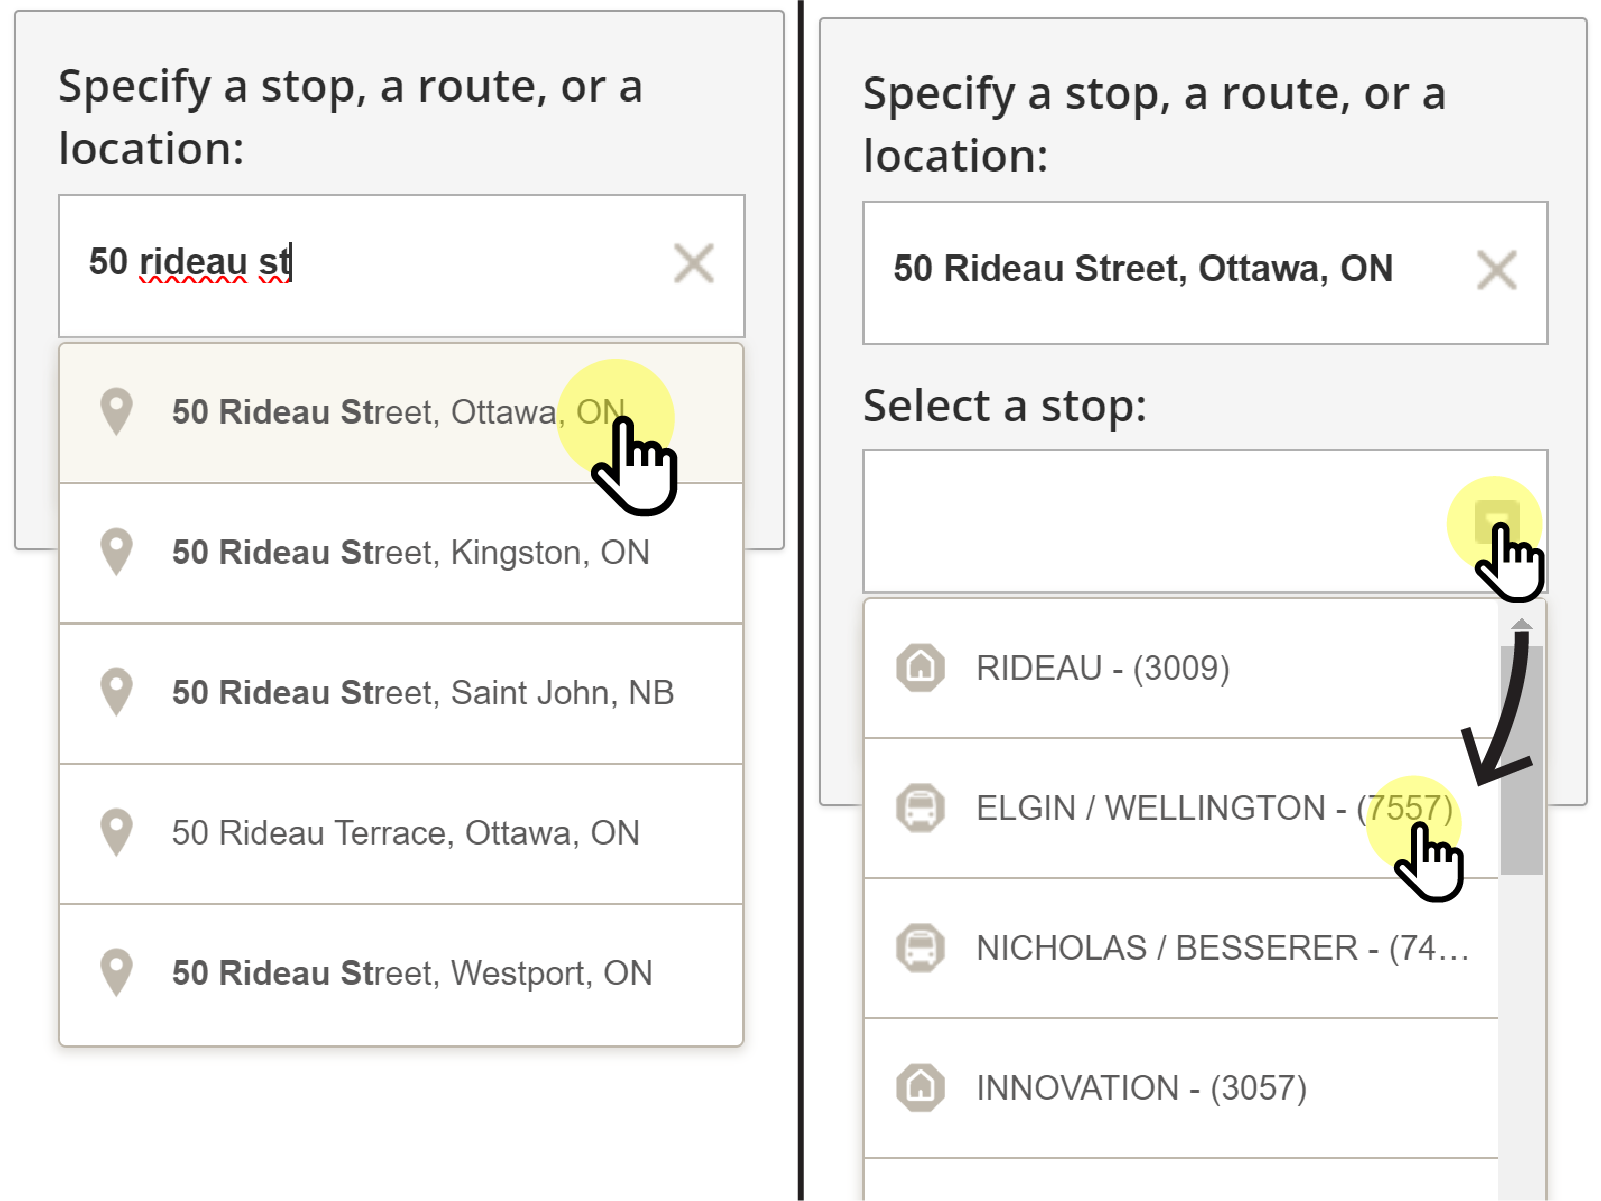 Specify a stop, a route, or a
location:
50 rideau st
50 Rideau Street, Ottawa, ON
50 Rideau Street, Kingston, ON
50 Rideau Street, Saint John, NB
50 Rideau Terrace, Ottawa, ON
50 Rideau Street, Westport, ON
Specify a stop, a route, or a
location:
50 Rideau Street, Ottawa, ON
Select a stop:
RIDEAU - (3009)
ELGIN / WELLINGTON - (7557)
NICHOLAS / BESSERER - (74...
INNOVATION - (3057)